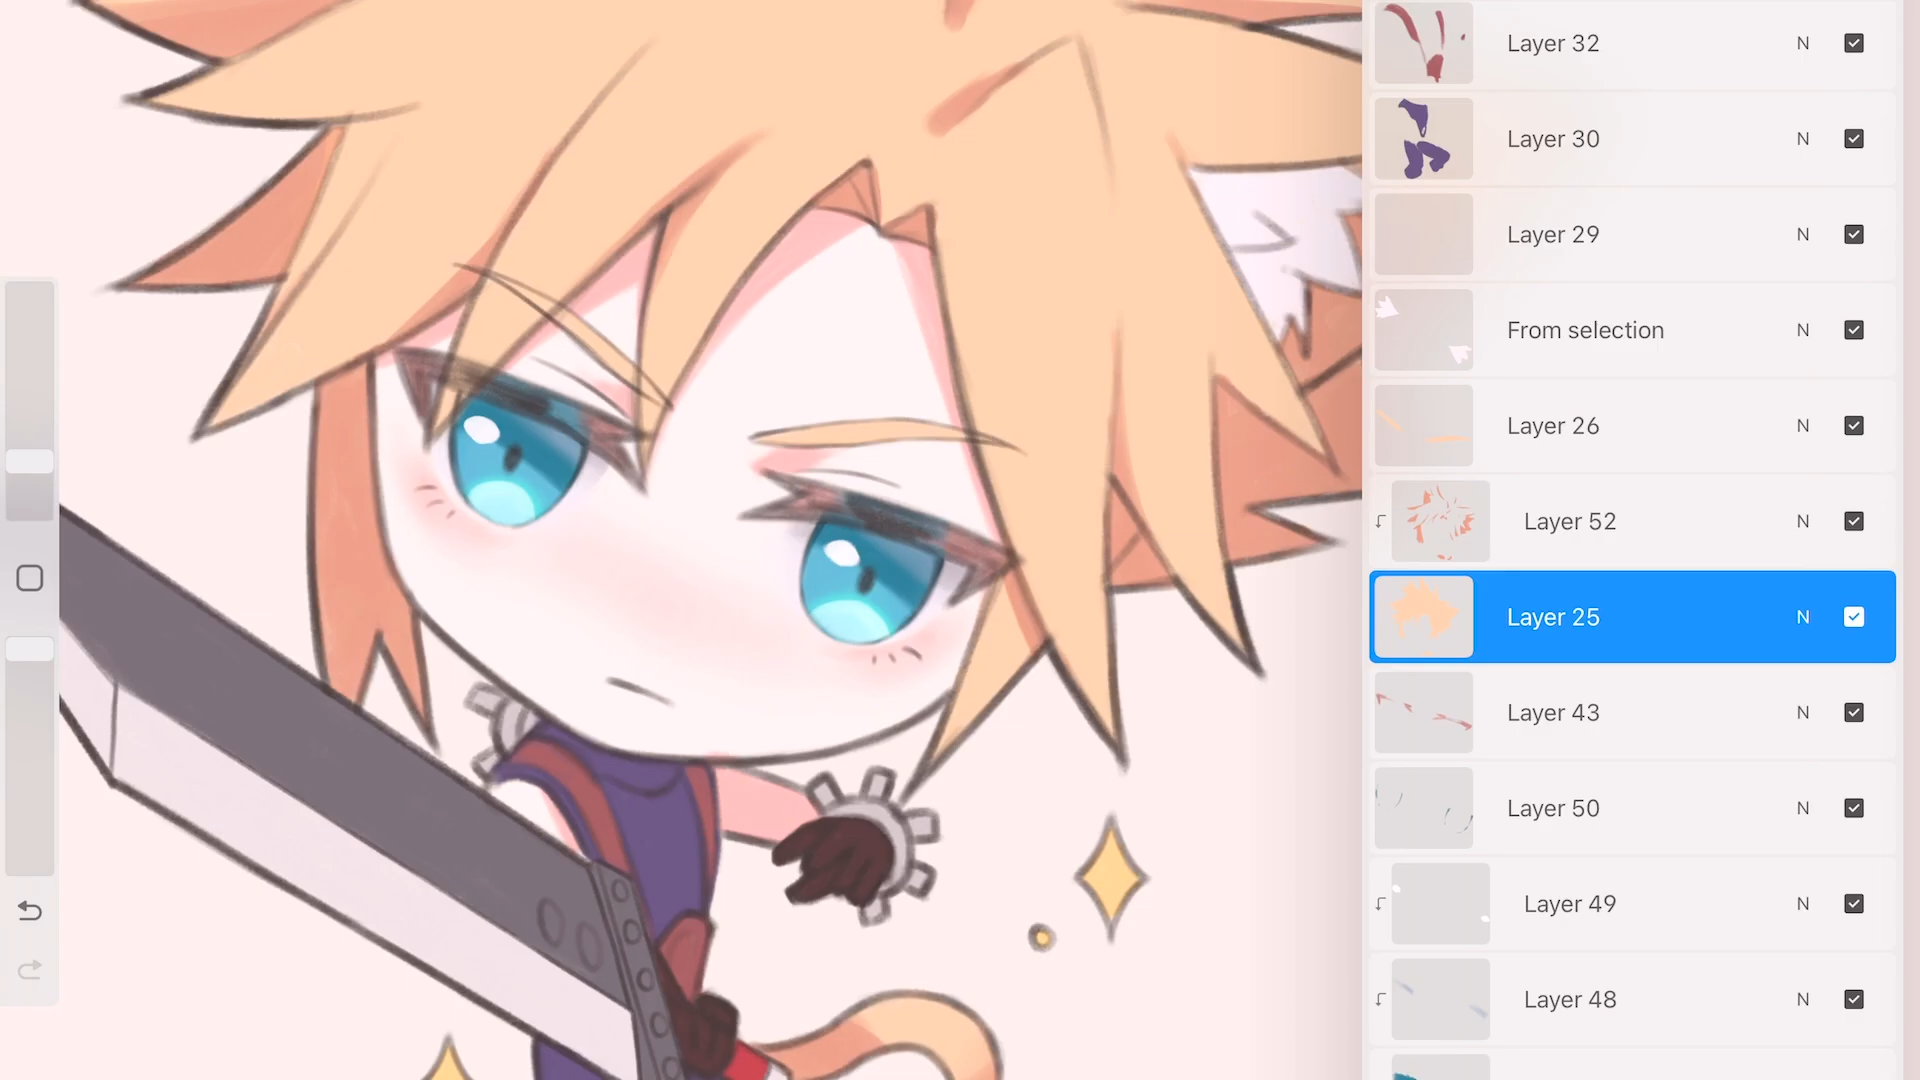 Layer 32 N
Layer 30 N
Layer 29 N
From selection N
Layer 26 N
Layer 52 N
Layer 25 N
Layer 43 N
Layer 50 N
Layer 49 N
Layer 48 N